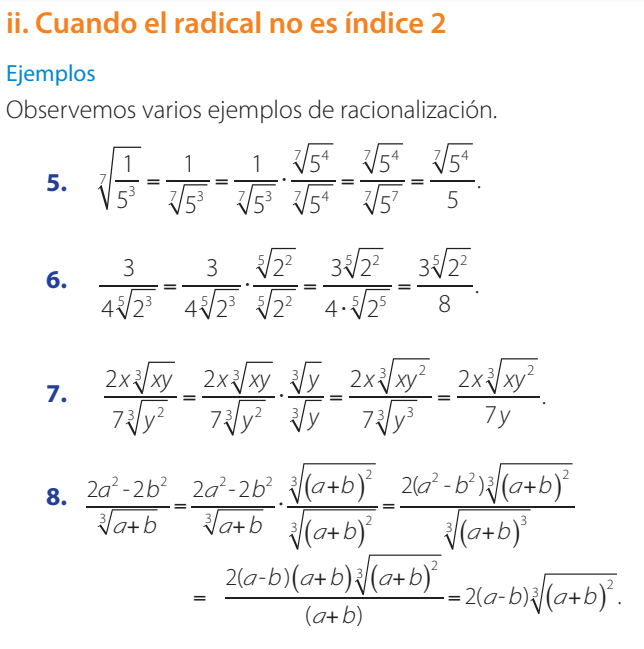 ii. Cuando el radical no es índice 2
Ejemplos
Observemos varios ejemplos de racionalización.
5. $\sqrt[7]{\frac{1}{5^3}} = \frac{1}{\sqrt[7]{5^3}} = \frac{1}{\sqrt[7]{5^3}} \cdot \frac{\sqrt[7]{5^4}}{\sqrt[7]{5^4}} = \frac{\sqrt[7]{5^4}}{\sqrt[7]{5^7}} = \frac{\sqrt[7]{5^4}}{5}.$
6. $\frac{3}{4\sqrt[5]{2^3}} = \frac{3}{4\sqrt[5]{2^3}} \cdot \frac{\sqrt[5]{2^2}}{\sqrt[5]{2^2}} = \frac{3\sqrt[5]{2^2}}{4 \cdot \sqrt[5]{2^5}} = \frac{3\sqrt[5]{2^2}}{8}.$
7. $\frac{2x\sqrt[3]{xy}}{7\sqrt[3]{y^2}} = \frac{2x\sqrt[3]{xy}}{7\sqrt[3]{y^2}} \cdot \frac{\sqrt[3]{y}}{\sqrt[3]{y}} = \frac{2x\sqrt[3]{xy^2}}{7\sqrt[3]{y^3}} = \frac{2x\sqrt[3]{xy^2}}{7y}.$
8. $\frac{2a^2-2b^2}{\sqrt[3]{a+b}} = \frac{2a^2-2b^2}{\sqrt[3]{a+b}} \cdot \frac{\sqrt[3]{(a+b)^2}}{\sqrt[3]{(a+b)^2}} = \frac{2(a^2-b^2)\sqrt[3]{(a+b)^2}}{\sqrt[3]{(a+b)^3}}$
$= \frac{2(a-b)(a+b)\sqrt[3]{(a+b)^2}}{(a+b)} = 2(a-b)\sqrt[3]{(a+b)^2}.$